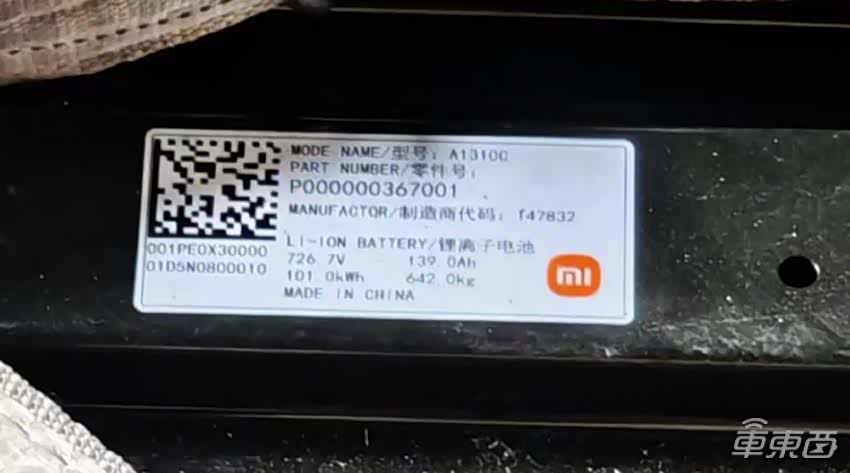 MODE NAME/型号: A13100
PART NUMBER/零件号:
P000000367001
MANUFACTOR/制造商代码: f47832
001PE0X30000
01D5N0800010
LI-ION BATTERY/锂离子电池
726.7V 139.0Ah
101.0kWh 642.0kg
MADE IN CHINA
mi
車東西